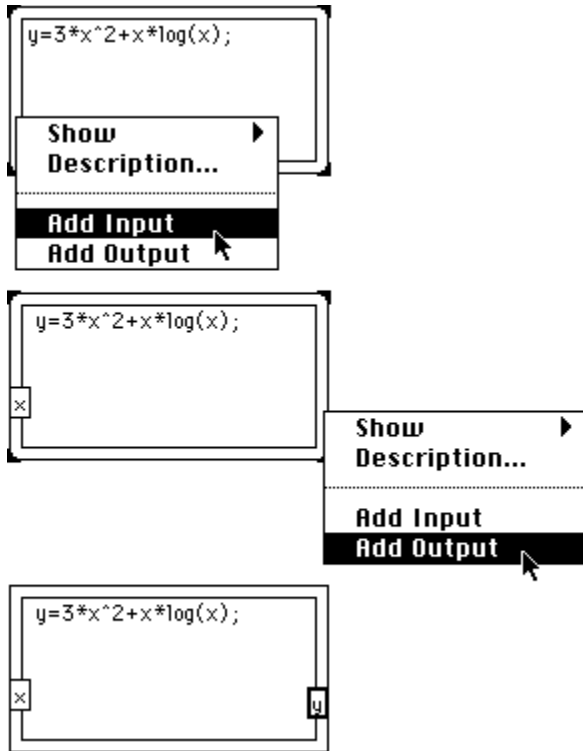 y=3*x^2+x*log(x);
Show
Description...
Add Input
Add Output
y=3*x^2+x*log(x);
x
Show
Description...
Add Input
Add Output
y=3*x^2+x*log(x);
x
y